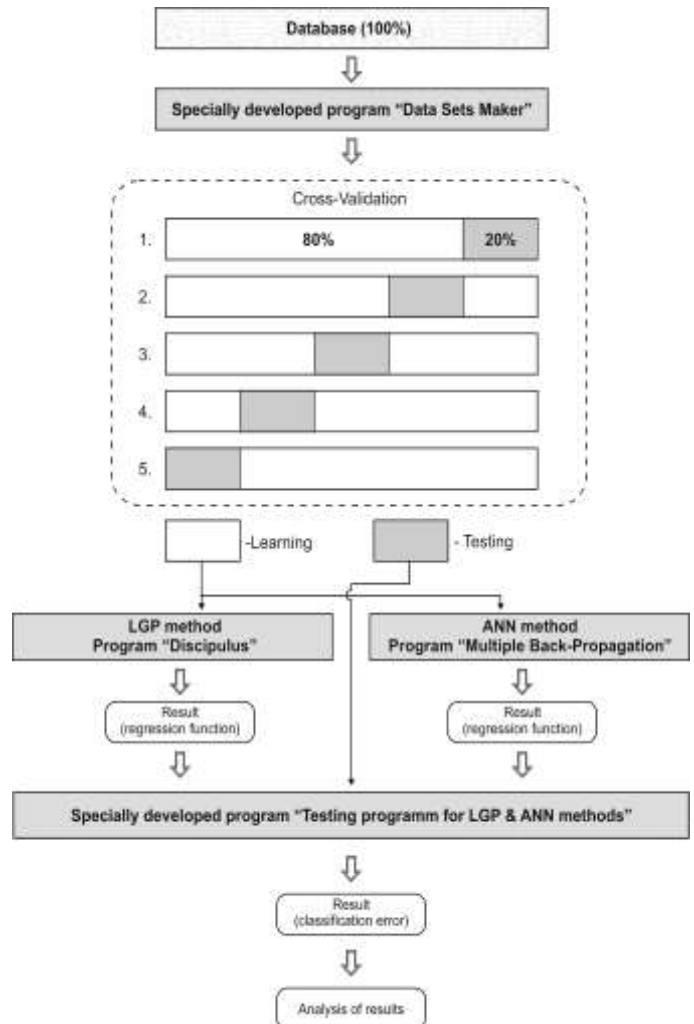 Database (100%)
Specially developed program “Data Sets Maker”
Cross-Validation
1.
80%
20%
2.
3.
4.
5.
-Learning
- Testing
LGP method
Program “Discipulus”
ANN method
Program “Multiple Back-Propagation”
Result
(regression function)
Result
(regression function)
Specially developed program “Testing programm for LGP & ANN methods”
Result
(classification error)
Analysis of results